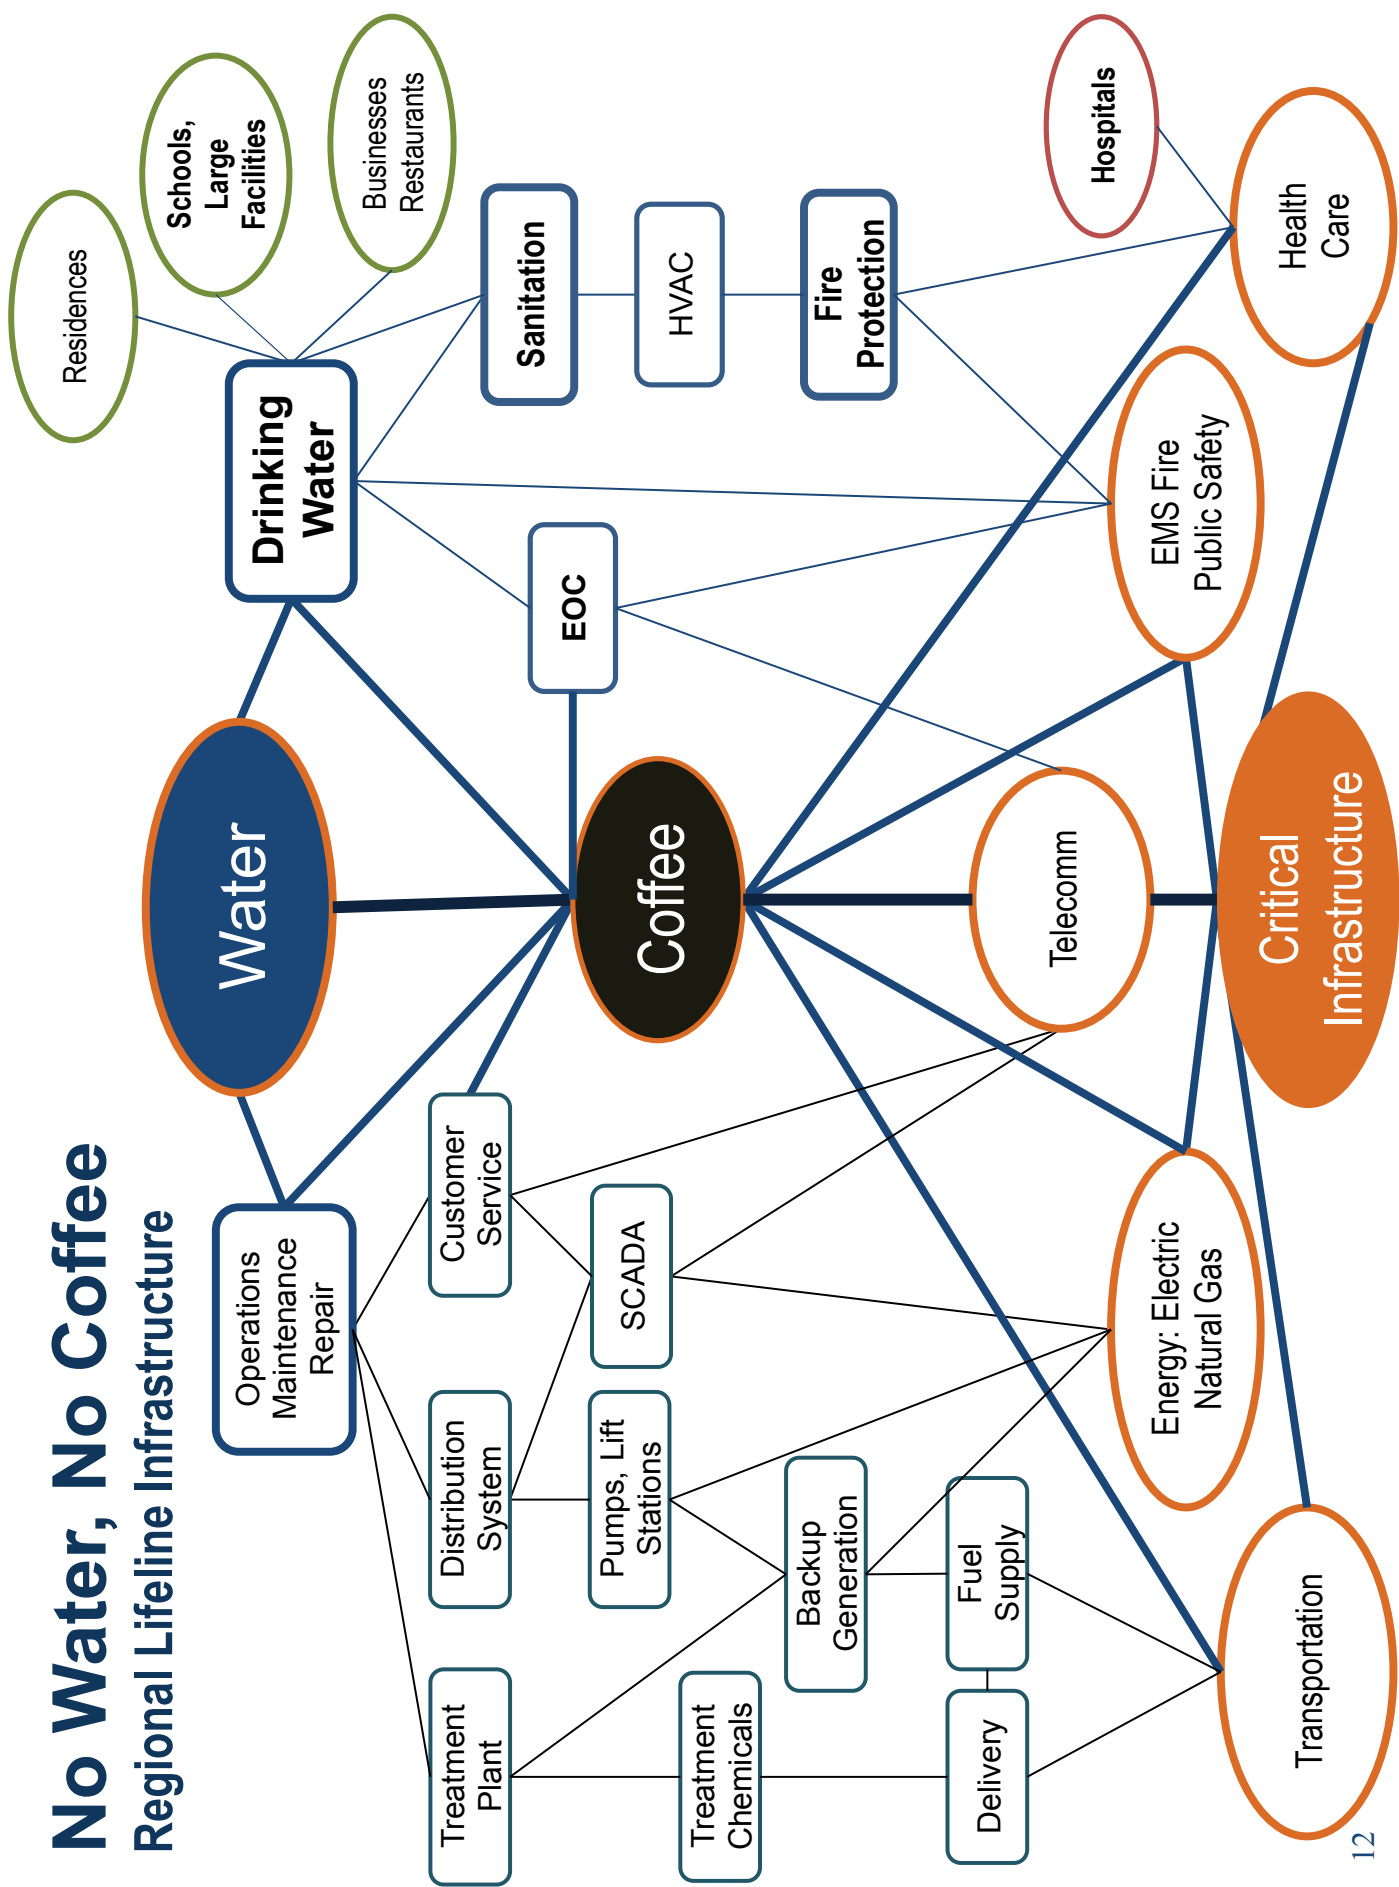 No Water, No Coffee
Regional Lifeline Infrastructure
Water
Operations
Maintenance
Repair
Drinking
Water
Residences
Schools,
Large
Facilities
Businesses
Restaurants
Treatment
Plant
Distribution
System
Customer
Service
EOC
Sanitation
Pumps, Lift
Stations
SCADA
Coffee
HVAC
Treatment
Chemicals
Backup
Generation
Fire
Protection
Delivery
Fuel
Supply
Telecomm
Hospitals
Energy: Electric
Natural Gas
EMS Fire
Public Safety
Transportation
Critical
Infrastructure
Health
Care
12